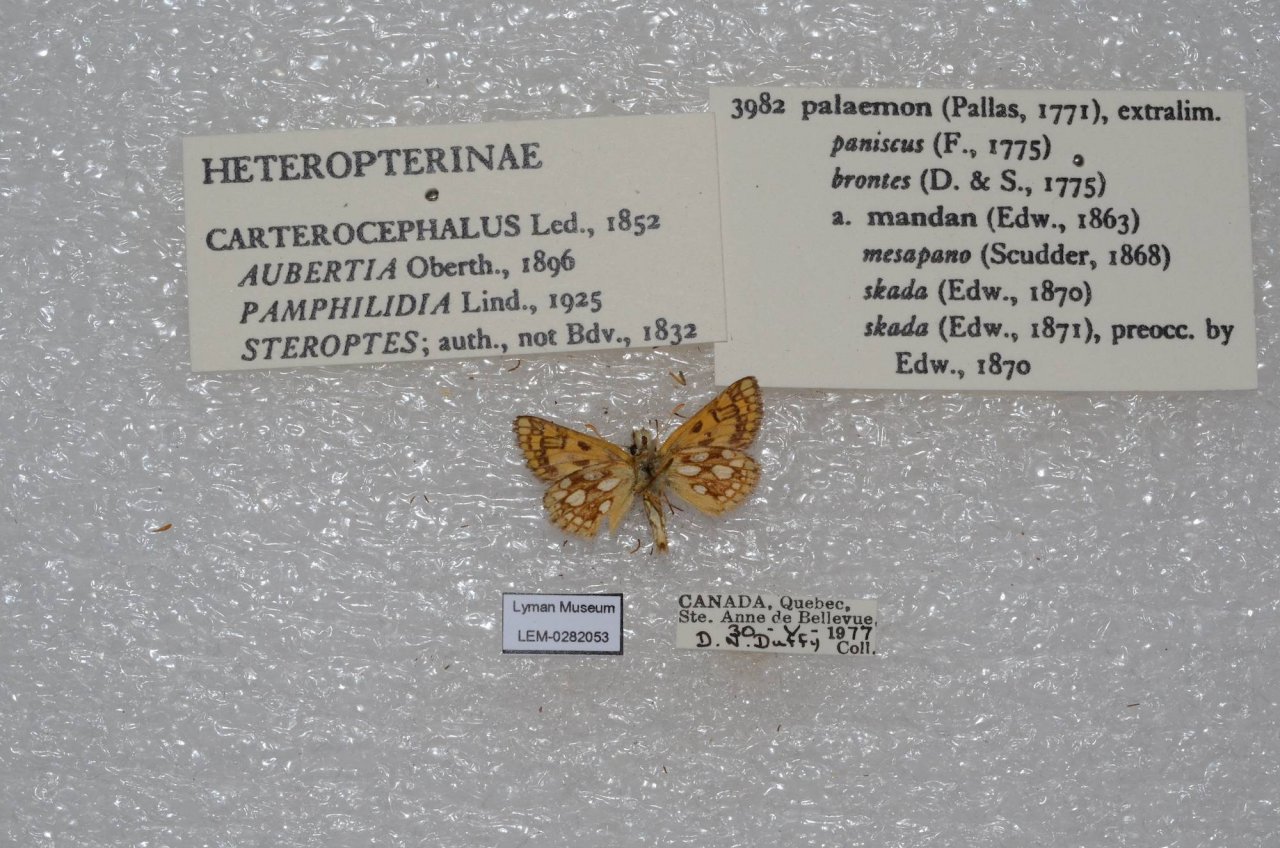 HETEROPTERINAE
CARTEROCEPHALUS Led., 1852
AUBERTIA Oberth., 1896
PAMPHILIDIA Lind., 1925
STEROPTES; auth., not Bdv., 1832
3982 palaemon (Pallas, 1771), extralim.
paniscus (F., 1775)
brontes (D. & S., 1775)
a. mandan (Edw., 1863)
mesapano (Scudder, 1868)
skada (Edw., 1870)
skada (Edw., 1871), preocc. by
Edw., 1870
Lyman Museum
LEM-0282053
CANADA, Quebec,
Ste. Anne de Bellevue,
30-V-1977
D. J. Duffy Coll.